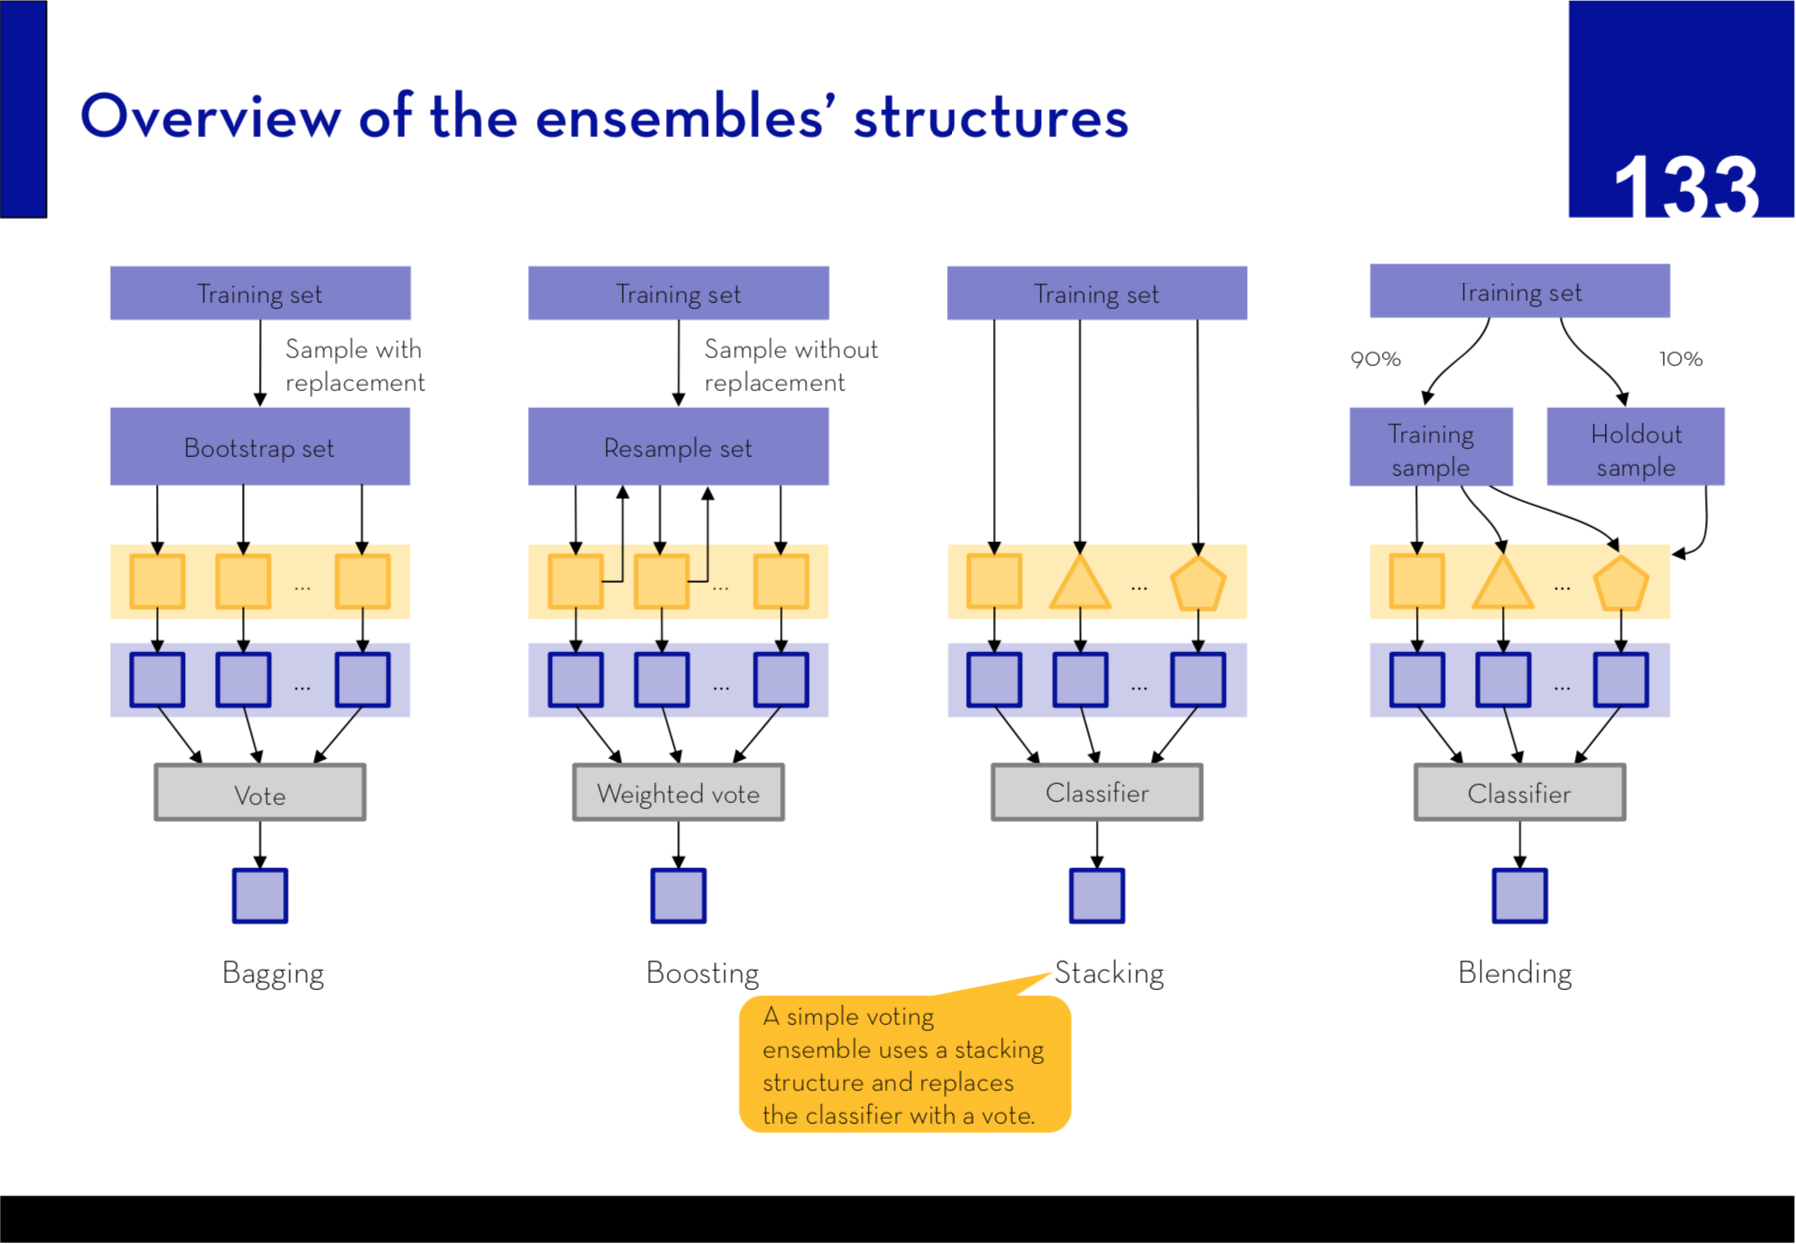 Overview of the ensembles’ structures
133
Training set
Sample with
replacement
Bootstrap set
...
...
Vote
Bagging
Training set
Sample without
replacement
Resample set
...
...
Weighted vote
Boosting
Training set
...
...
Classifier
Stacking
A simple voting
ensemble uses a stacking
structure and replaces
the classifier with a vote.
Training set
90%
10%
Training
sample
Holdout
sample
...
...
Classifier
Blending